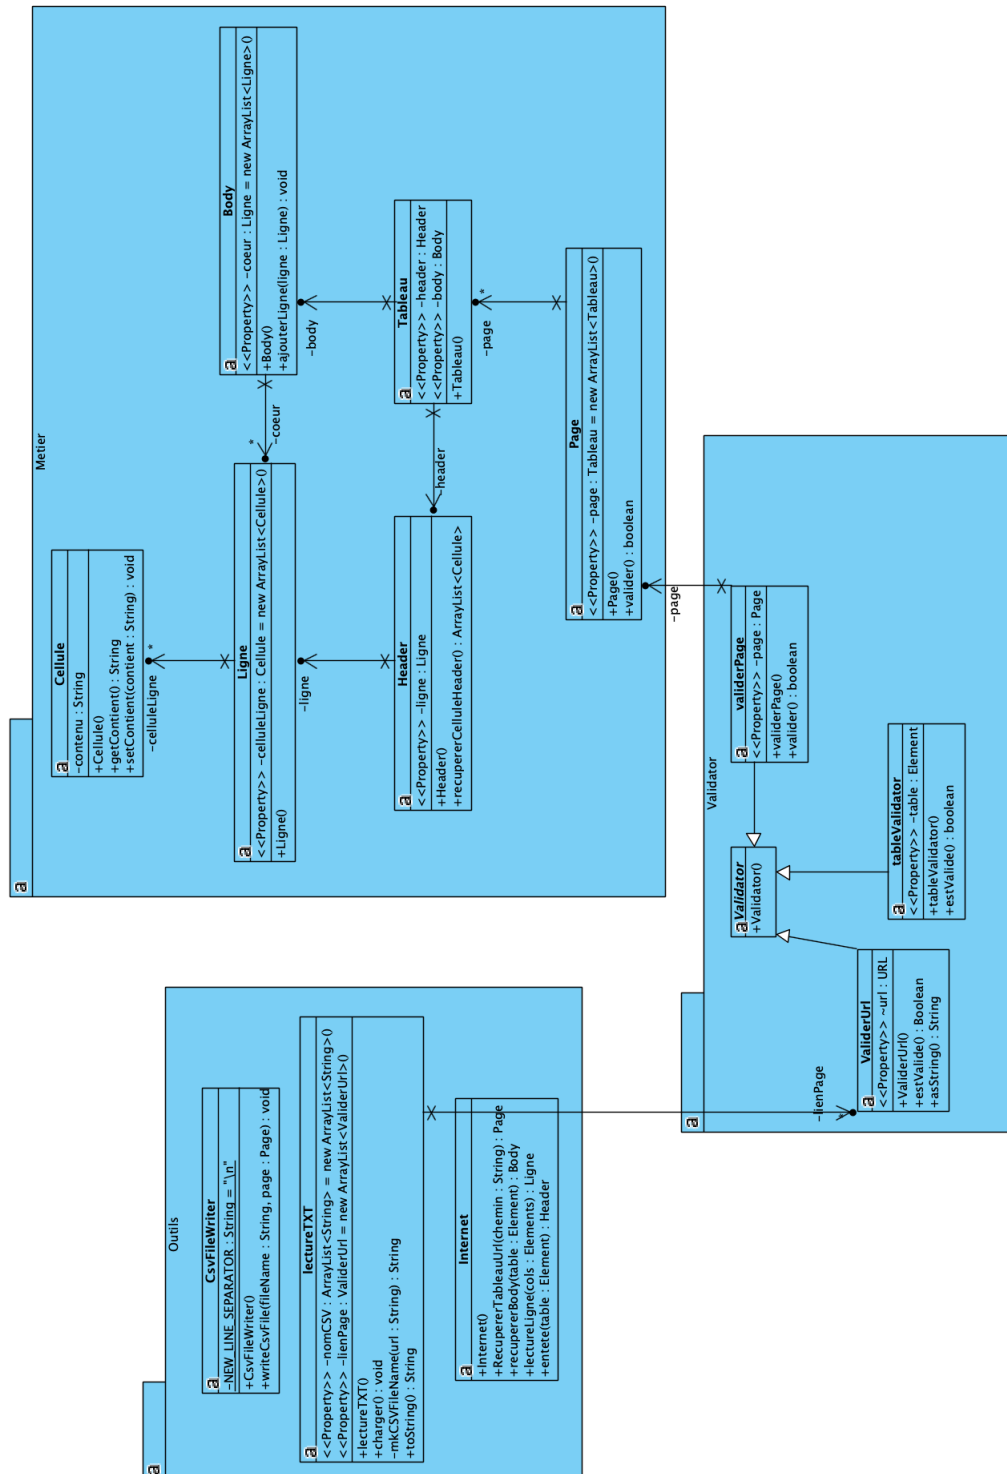 a
Metier
a
Cellule
-contenu : String
+Cellule()
+getContient() : String
+setContient(contient : String) : void
-celluleLigne
*
a
Ligne
<<Property>> -celluleLigne : Cellule = new ArrayList<Cellule>()
+Ligne()
*
-coeur
a
Body
<<Property>> -coeur : Ligne = new ArrayList<Ligne>()
+Body()
+ajouterLigne(ligne : Ligne) : void
-ligne
-body
a
Header
<<Property>> -ligne : Ligne
+Header()
+recupererCelluleHeader() : ArrayList<Cellule>
-header
a
Tableau
<<Property>> -header : Header
<<Property>> -body : Body
+Tableau()
-page
*
a
Page
<<Property>> -page : Tableau = new ArrayList<Tableau>()
+Page()
+valider() : boolean
-page
a
Outils
a
CsvFileWriter
-NEW_LINE_SEPARATOR : String = "\n"
+CsvFileWriter()
+writeCsvFile(fileName : String, page : Page) : void
a
lectureTXT
<<Property>> -nomCSV : ArrayList<String> = new ArrayList<String>()
<<Property>> -lienPage : ValiderUrl = new ArrayList<ValiderUrl>()
+lectureTXT()
+charger() : void
-mkCSVFileName(url : String) : String
+toString() : String
a
Internet
+Internet()
+RecupererTableauUrl(chemin : String) : Page
+recupererBody(table : Element) : Body
+lectureLigne(cols : Elements) : Ligne
+entete(table : Element) : Header
a
Validator
-lienPage
*
a
ValiderUrl
<<Property>> ~url : URL
+ValiderUrl()
+estValide() : Boolean
+asString() : String
a
Validator
+Validator()
a
validerPage
<<Property>> -page : Page
+validerPage()
+valider() : boolean
a
tableValidator
<<Property>> -table : Element
+tableValidator()
+estValide() : boolean